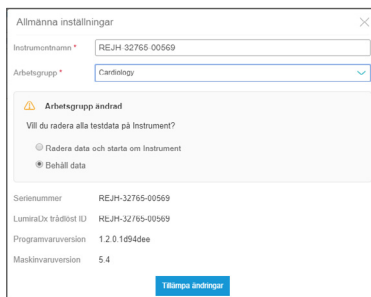 Allmänna inställningar
Instrumentnamn * REJH-32765-00569
Arbetsgrupp * Cardiology
Arbetsgrupp ändrad
Vill du radera alla testdata på Instrument?
Radera data och starta om Instrument
Behåll data
Serienummer REJH-32765-00569
LumiraDx trådlöst ID REJH-32765-00569
Programvaruversion 1.2.0.1d94dee
Maskinvaruversion 5.4
Tillämpa ändringar